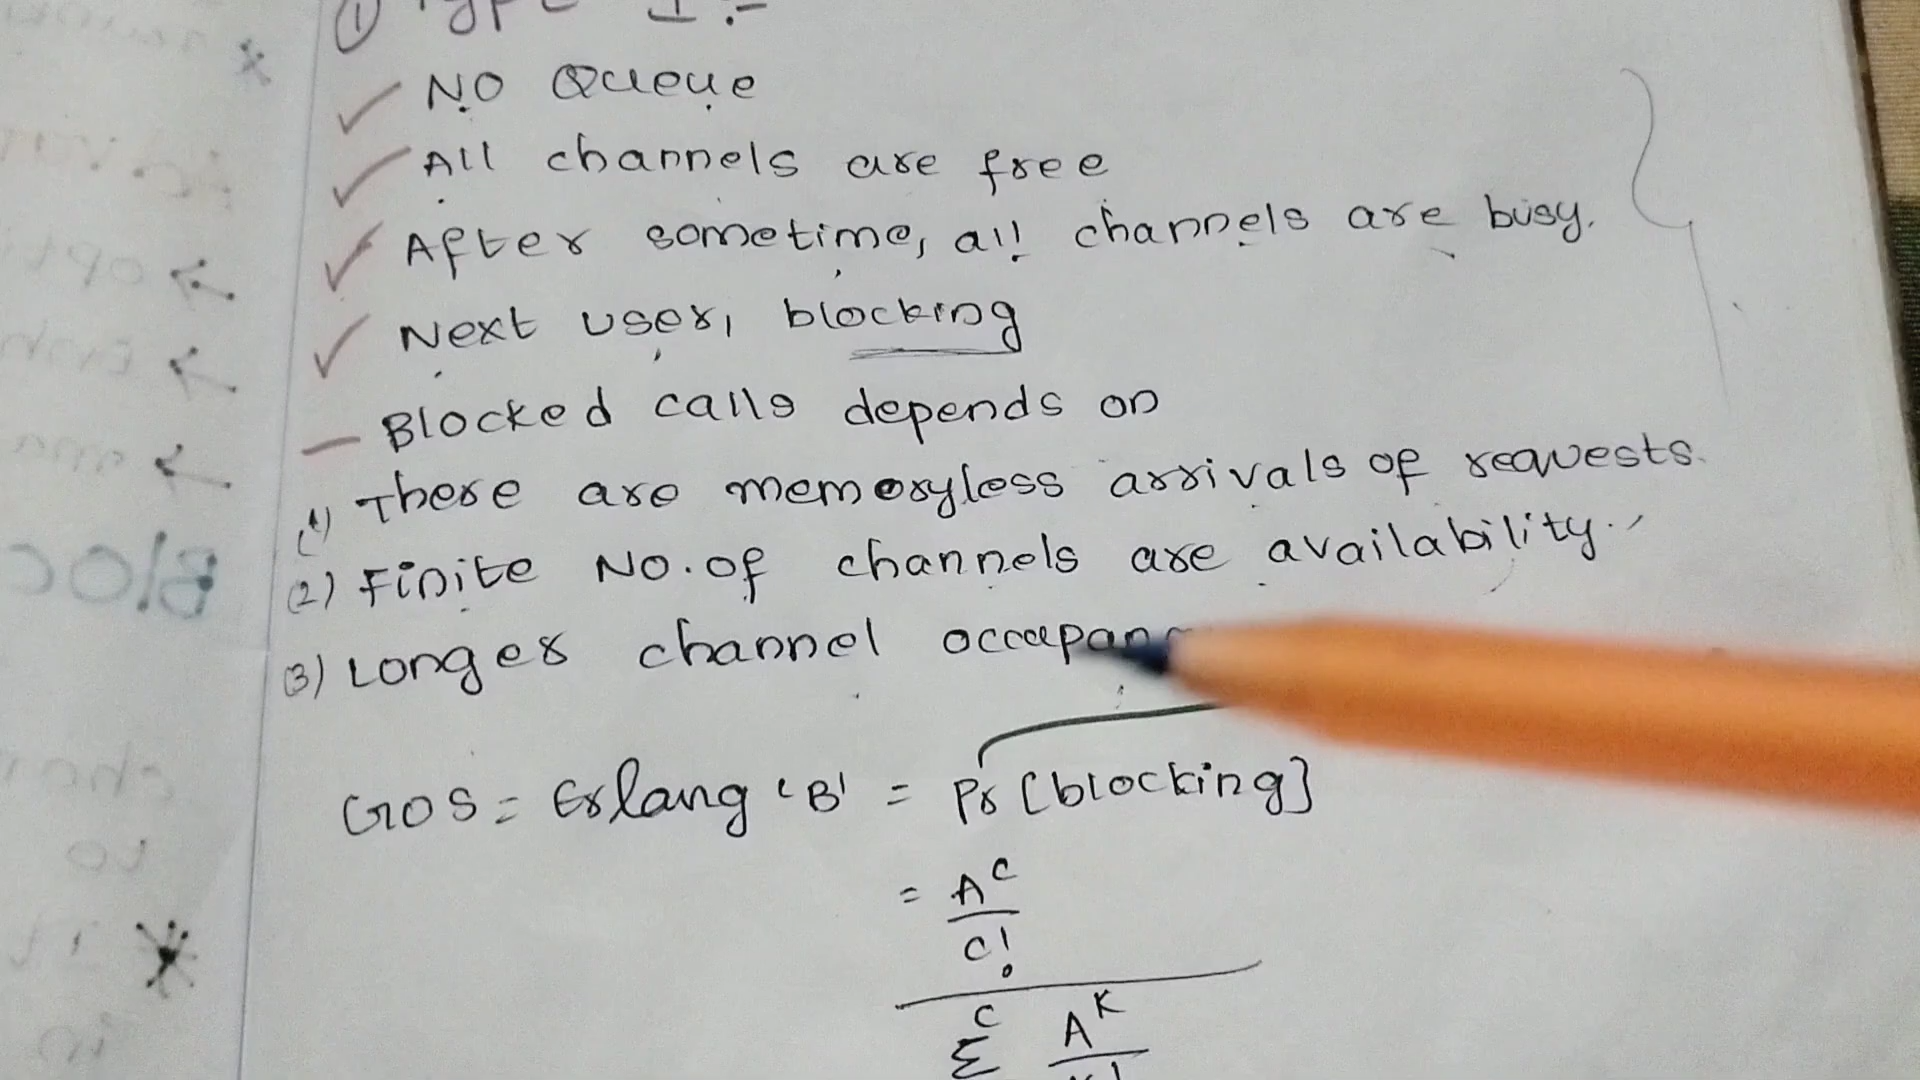 ① Type I :-
NO Queue
All channels are free
After sometime, all channels are busy.
Next user, blocking
Blocked calls depends on
(1) There are memoryless arrivals of requests.
(2) Finite No. of channels are availability.
(3) Longer channel
GOS = Erlang 'B' = Pr [blocking]
= A^C
C!
C
Σ A^K